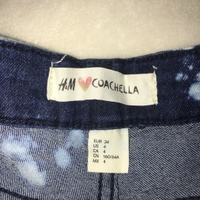 H&M COACHELLA
EUR 34
US 4
CA 4
CN 160/64A
MX 4